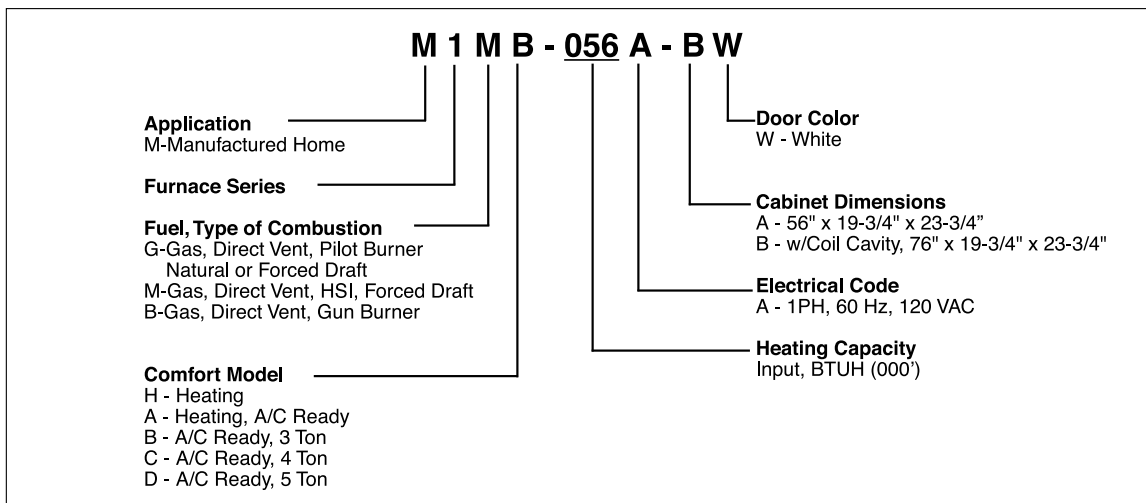 M 1 M B - 056 A - B W
Application
M-Manufactured Home
Furnace Series
Fuel, Type of Combustion
G-Gas, Direct Vent, Pilot Burner
Natural or Forced Draft
M-Gas, Direct Vent, HSI, Forced Draft
B-Gas, Direct Vent, Gun Burner
Comfort Model
H - Heating
A - Heating, A/C Ready
B - A/C Ready, 3 Ton
C - A/C Ready, 4 Ton
D - A/C Ready, 5 Ton
Door Color
W - White
Cabinet Dimensions
A - 56" x 19-3/4" x 23-3/4”
B - w/Coil Cavity, 76" x 19-3/4" x 23-3/4"
Electrical Code
A - 1PH, 60 Hz, 120 VAC
Heating Capacity
Input, BTUH (000’)